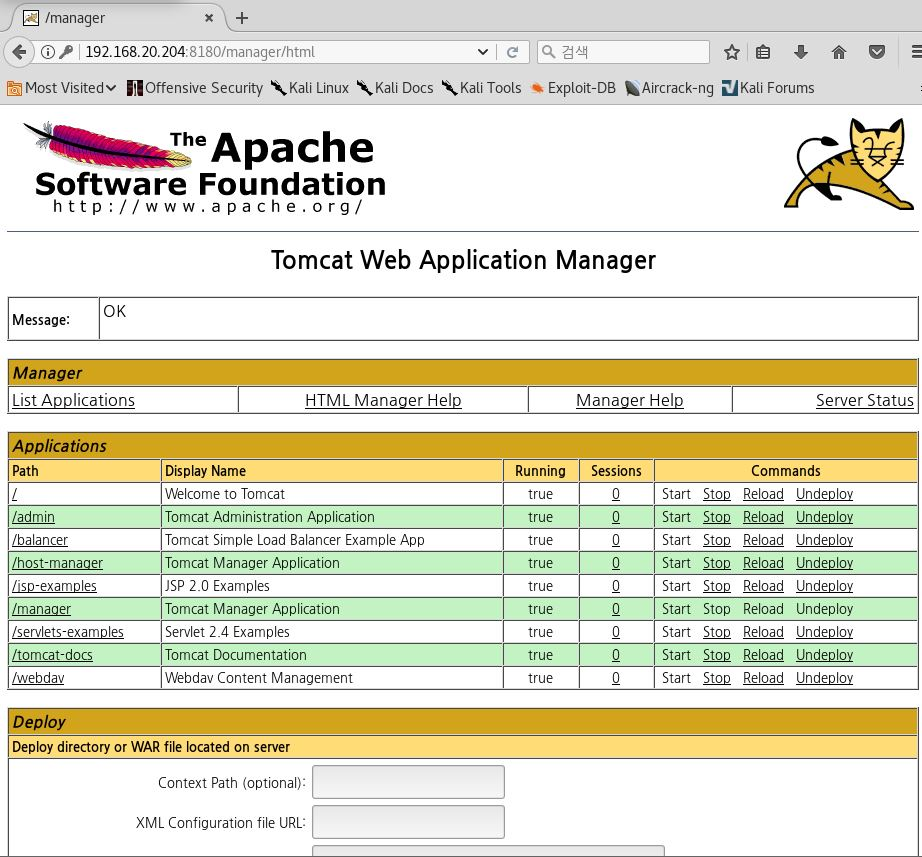 /manager
192.168.20.204:8180/manager/html
검색
Most Visited
Offensive Security
Kali Linux
Kali Docs
Kali Tools
Exploit-DB
Aircrack-ng
Kali Forums
The Apache
Software Foundation
http://www.apache.org/
Tomcat Web Application Manager
Message: OK
Manager
List Applications HTML Manager Help Manager Help Server Status
Applications
Path Display Name Running Sessions Commands
/ Welcome to Tomcat true 0 Start Stop Reload Undeploy
/admin Tomcat Administration Application true 0 Start Stop Reload Undeploy
/balancer Tomcat Simple Load Balancer Example App true 0 Start Stop Reload Undeploy
/host-manager Tomcat Manager Application true 0 Start Stop Reload Undeploy
/jsp-examples JSP 2.0 Examples true 0 Start Stop Reload Undeploy
/manager Tomcat Manager Application true 0 Start Stop Reload Undeploy
/servlets-examples Servlet 2.4 Examples true 0 Start Stop Reload Undeploy
/tomcat-docs Tomcat Documentation true 0 Start Stop Reload Undeploy
/webdav Webdav Content Management true 0 Start Stop Reload Undeploy
Deploy
Deploy directory or WAR file located on server
Context Path (optional):
XML Configuration file URL: